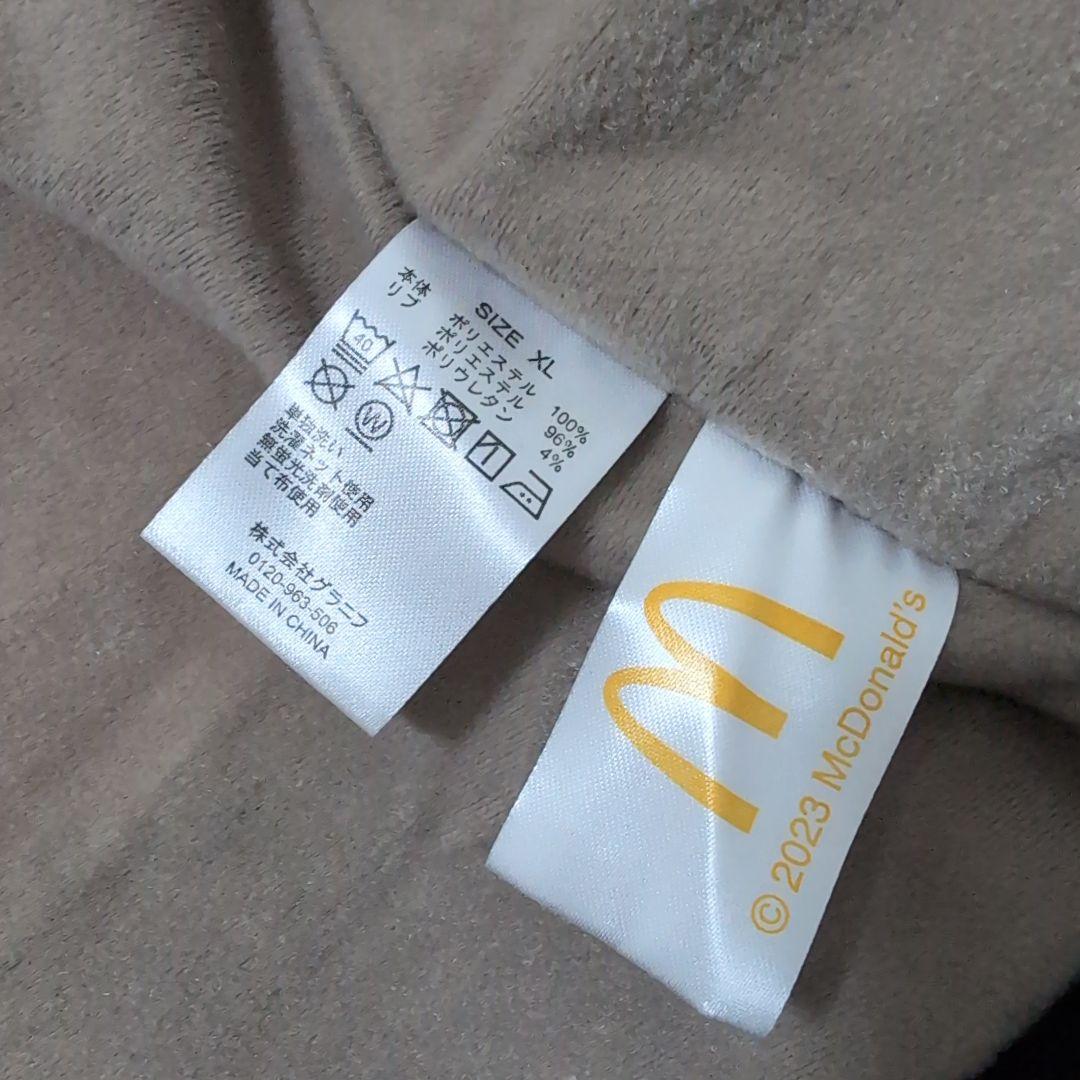 SIZE XL
本体 ポリエステル 100%
リブ ポリエステル 96%
ポリウレタン 4%
40
W
単独洗い
洗濯ネット使用
無蛍光洗剤使用
当て布使用
株式会社グラニフ
0120-963-506
MADE IN CHINA
© 2023 McDonald's